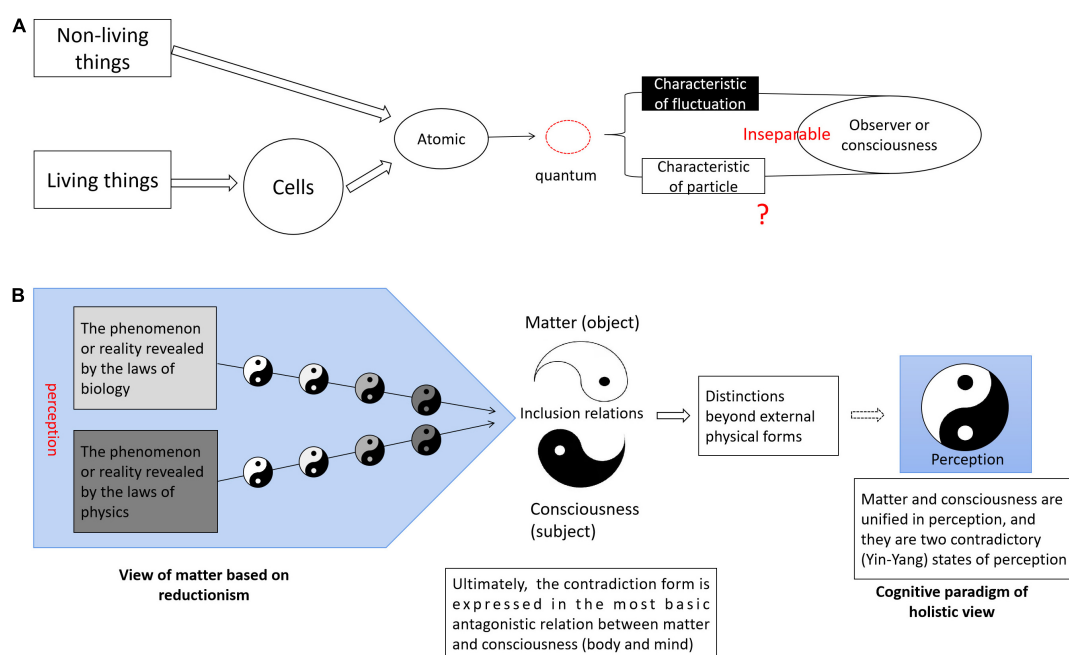 A
Non-living
things
Living things
Cells
Atomic
quantum
Characteristic
of fluctuation
Inseparable
Characteristic
of particle
?
Observer or
consciousness
B
perception
The phenomenon
or reality revealed
by the laws of
biology
The phenomenon
or reality revealed
by the laws of
physics
View of matter based on
reductionism
Matter (object)
Inclusion relations
Consciousness
(subject)
Ultimately, the contradiction form is
expressed in the most basic
antagonistic relation between matter
and consciousness (body and mind)
Distinctions
beyond external
physical forms
Perception
Matter and consciousness are
unified in perception, and
they are two contradictory
(Yin-Yang) states of perception
Cognitive paradigm of
holistic view